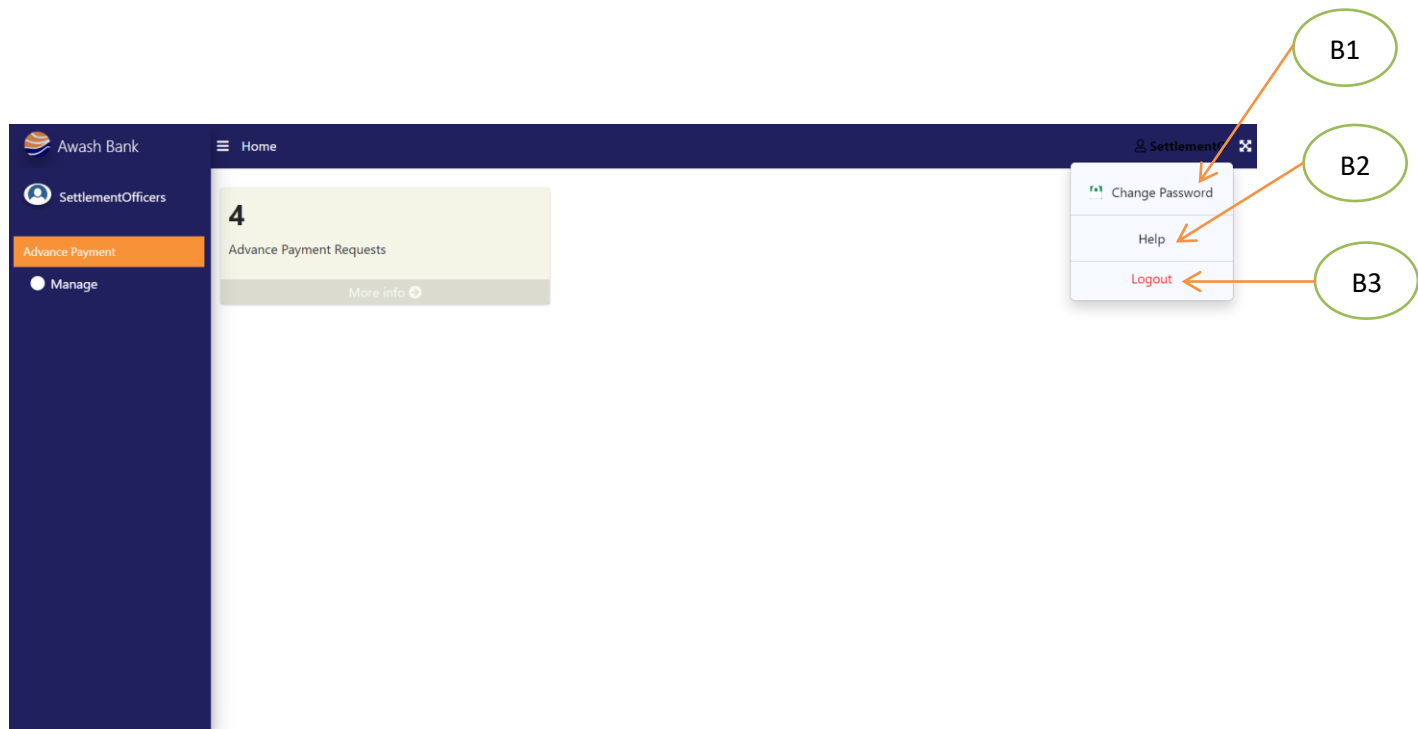 B1
Awash Bank
Home
Settlement
B2
SettlementOfficers
Change Password
4
Advance Payment
Advance Payment Requests
Help
Manage
More info
Logout
B3